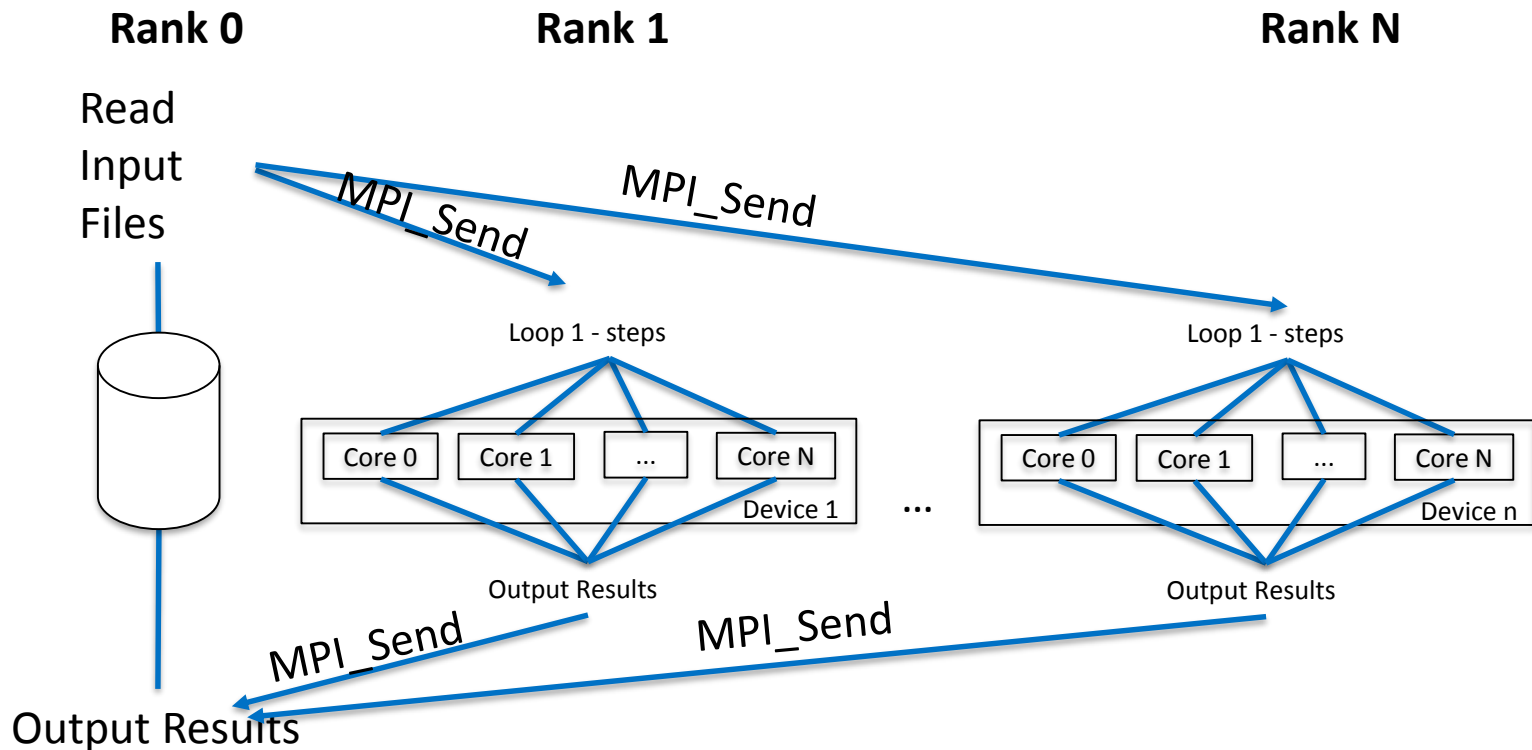 Rank 0
Rank 1
Rank N
Read
Input
Files
MPI_Send
MPI_Send
Loop 1 - steps
Loop 1 - steps
Core 0
Core 1
...
Core N
Device 1
...
Core 0
Core 1
...
Core N
Device n
Output Results
Output Results
MPI_Send
MPI_Send
Output Results